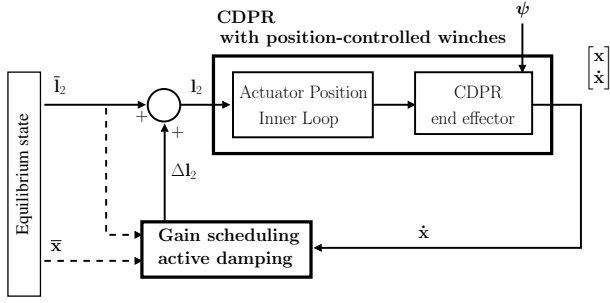 CDPR
with position-controlled winches
ψ
[x
ẋ]
l̄₂
l₂
Actuator Position
Inner Loop
CDPR
end effector
+
+
Δl₂
Equilibrium state
x̄
Gain scheduling
active damping
ẋ